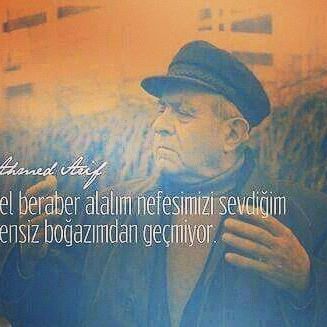 Ahmed Arif
el beraber alalım nefesimizi sevdiğim
ensiz boğazımdan geçmiyor.